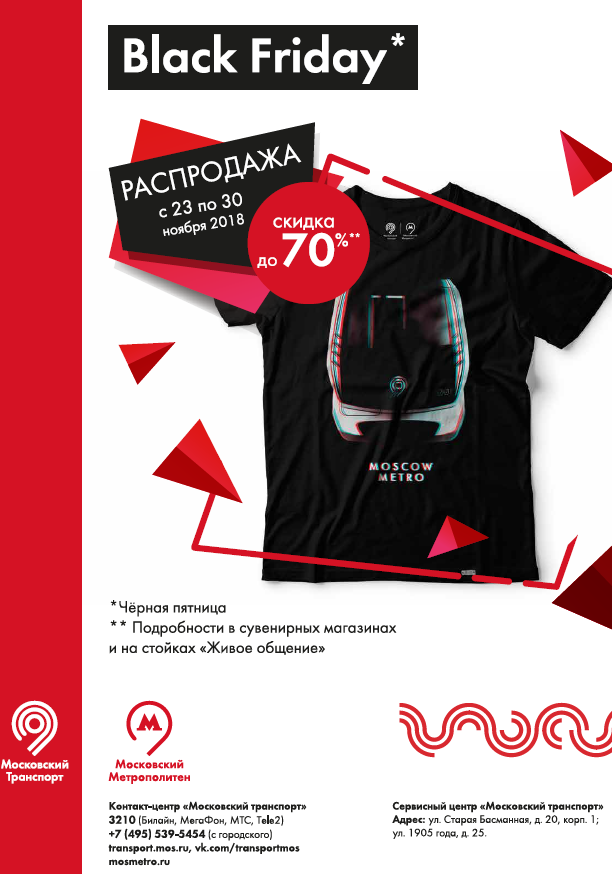 Black Friday*
РАСПРОДАЖА
с 23 по 30
ноября 2018
скидка
до 70%**
MOSCOW
METRO
*Чёрная пятница
** Подробности в сувенирных магазинах
и на стойках «Живое общение»
Московский
Транспорт
Московский
Метрополитен
Контакт-центр «Московский транспорт»
3210 (Билайн, МегаФон, МТС, Tele2)
+7 (495) 539-5454 (с городского)
transport.mos.ru, vk.com/transportmos
mosmetro.ru
Сервисный центр «Московский транспорт»
Адрес: ул. Старая Басманная, д. 20, корп. 1;
ул. 1905 года, д. 25.